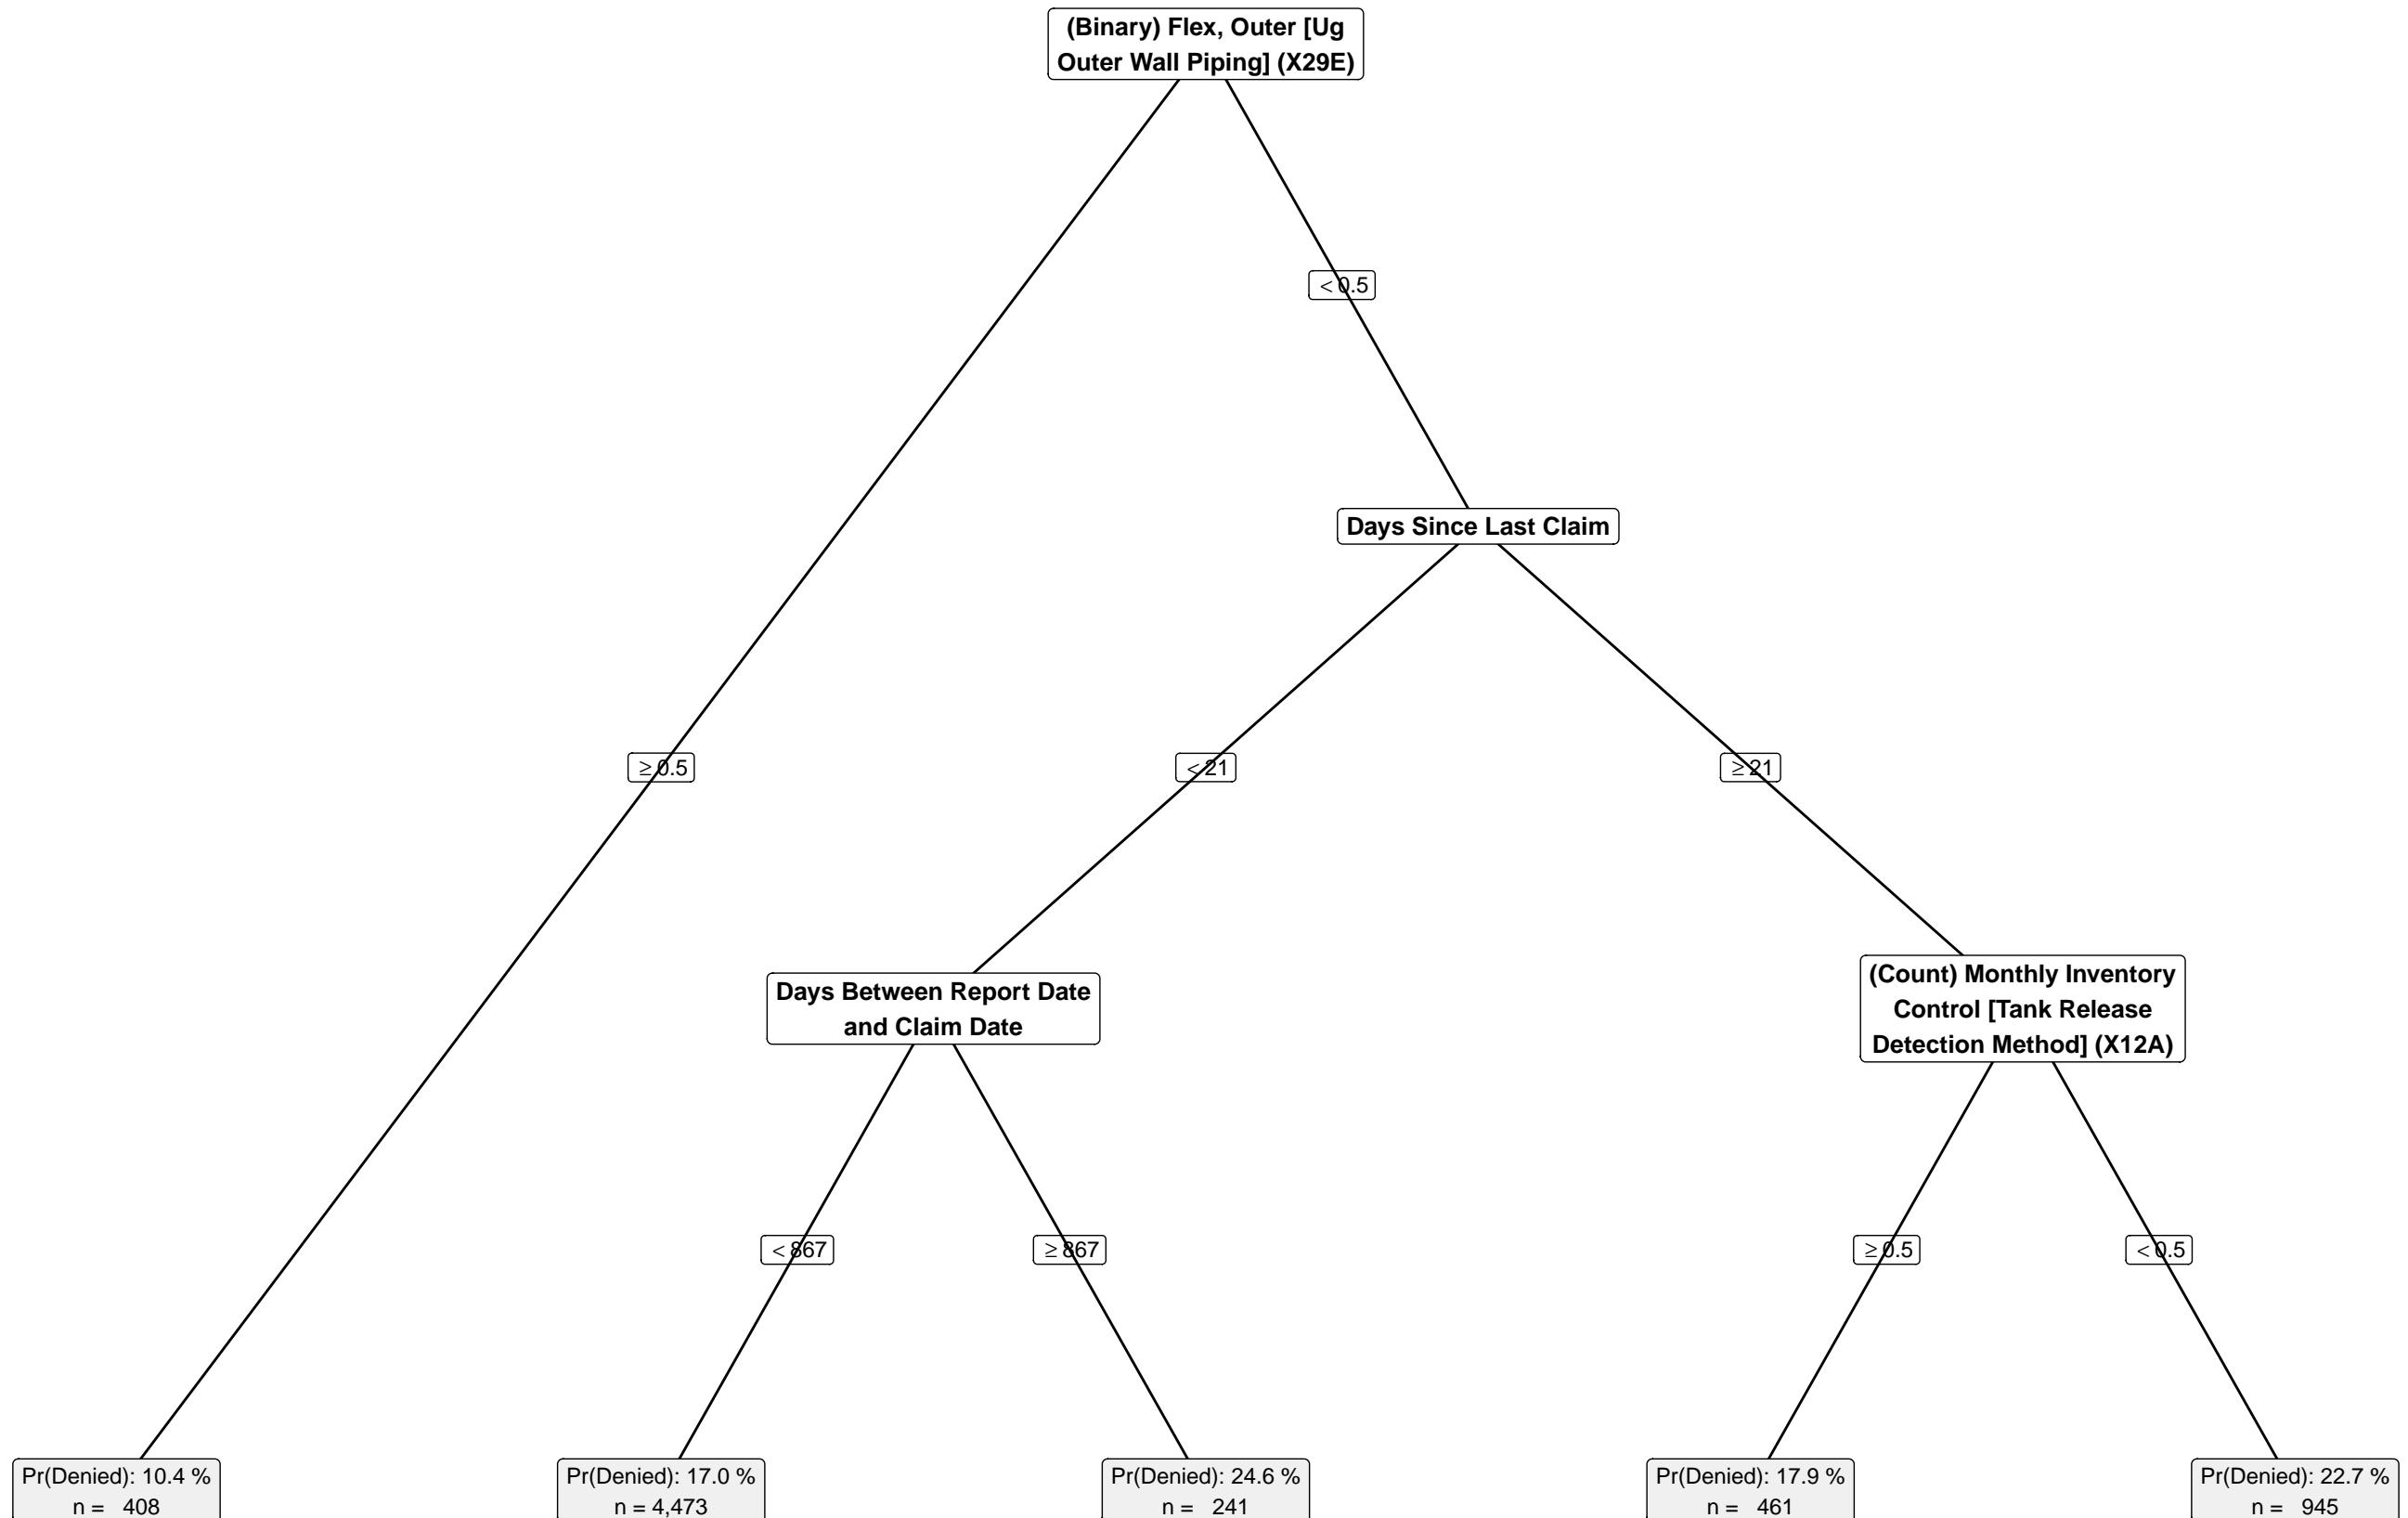 (Binary) Flex, Outer [Ug
Outer Wall Piping] (X29E)
< 0.5
Days Since Last Claim
≥ 0.5
< 21
≥ 21
Days Between Report Date
and Claim Date
(Count) Monthly Inventory
Control [Tank Release
Detection Method] (X12A)
< 867
≥ 867
≥ 0.5
< 0.5
Pr(Denied): 10.4 %
n = 408
Pr(Denied): 17.0 %
n = 4,473
Pr(Denied): 24.6 %
n = 241
Pr(Denied): 17.9 %
n = 461
Pr(Denied): 22.7 %
n = 945